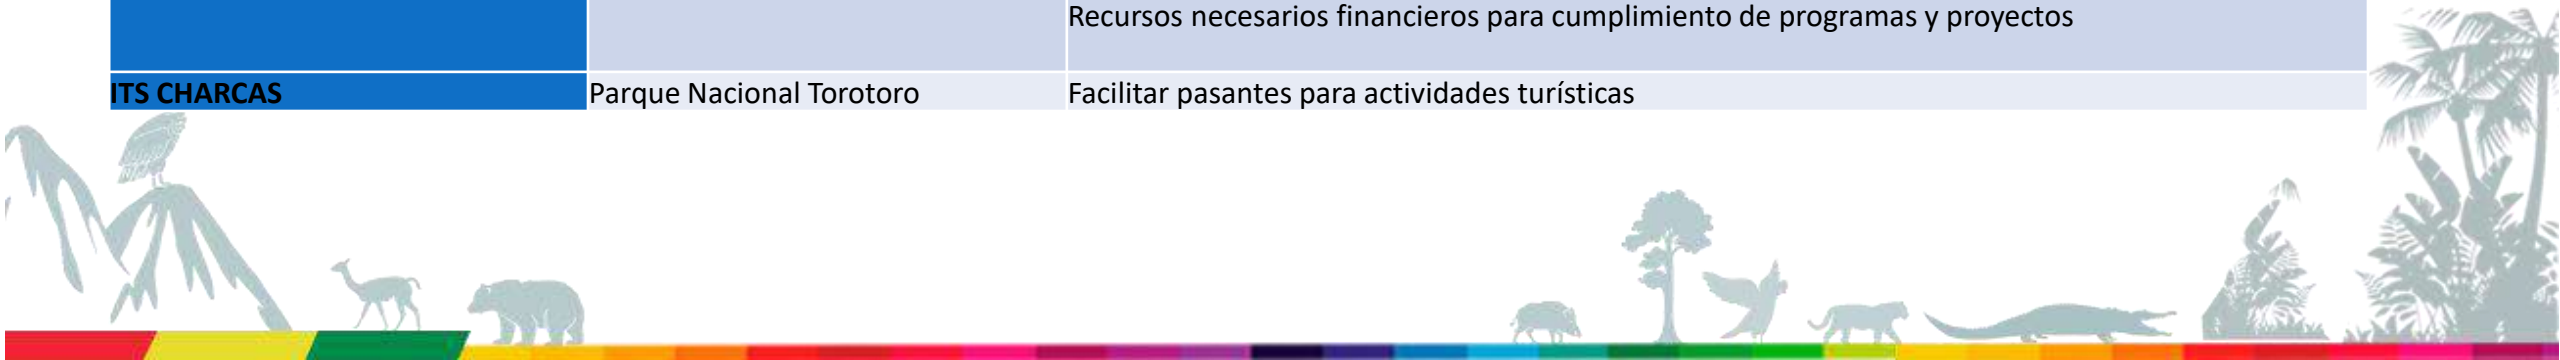 Recursos necesarios financieros para cumplimiento de programas y proyectos
ITS CHARCAS Parque Nacional Torotoro Facilitar pasantes para actividades turísticas